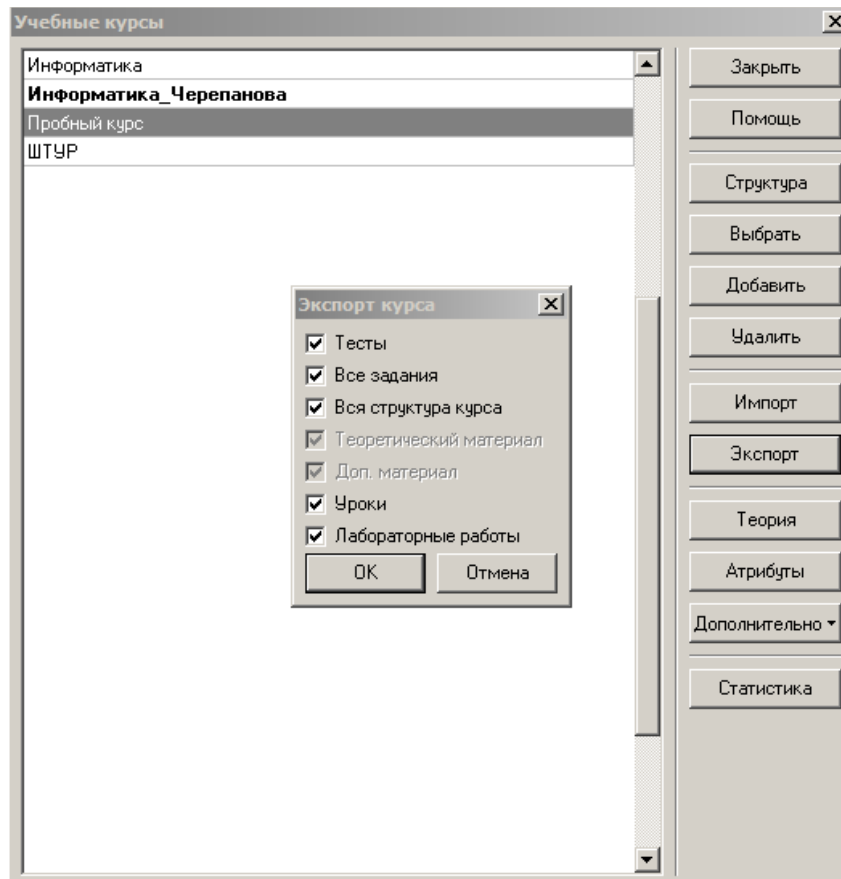 Учебные курсы
Информатика
Информатика_Черепанова
Пробный курс
ШТУР
Экспорт курса
Тесты
Все задания
Вся структура курса
Теоретический материал
Доп. материал
Уроки
Лабораторные работы
OK
Отмена
Закрыть
Помощь
Структура
Выбрать
Добавить
Удалить
Импорт
Экспорт
Теория
Атрибуты
Дополнительно
Статистика